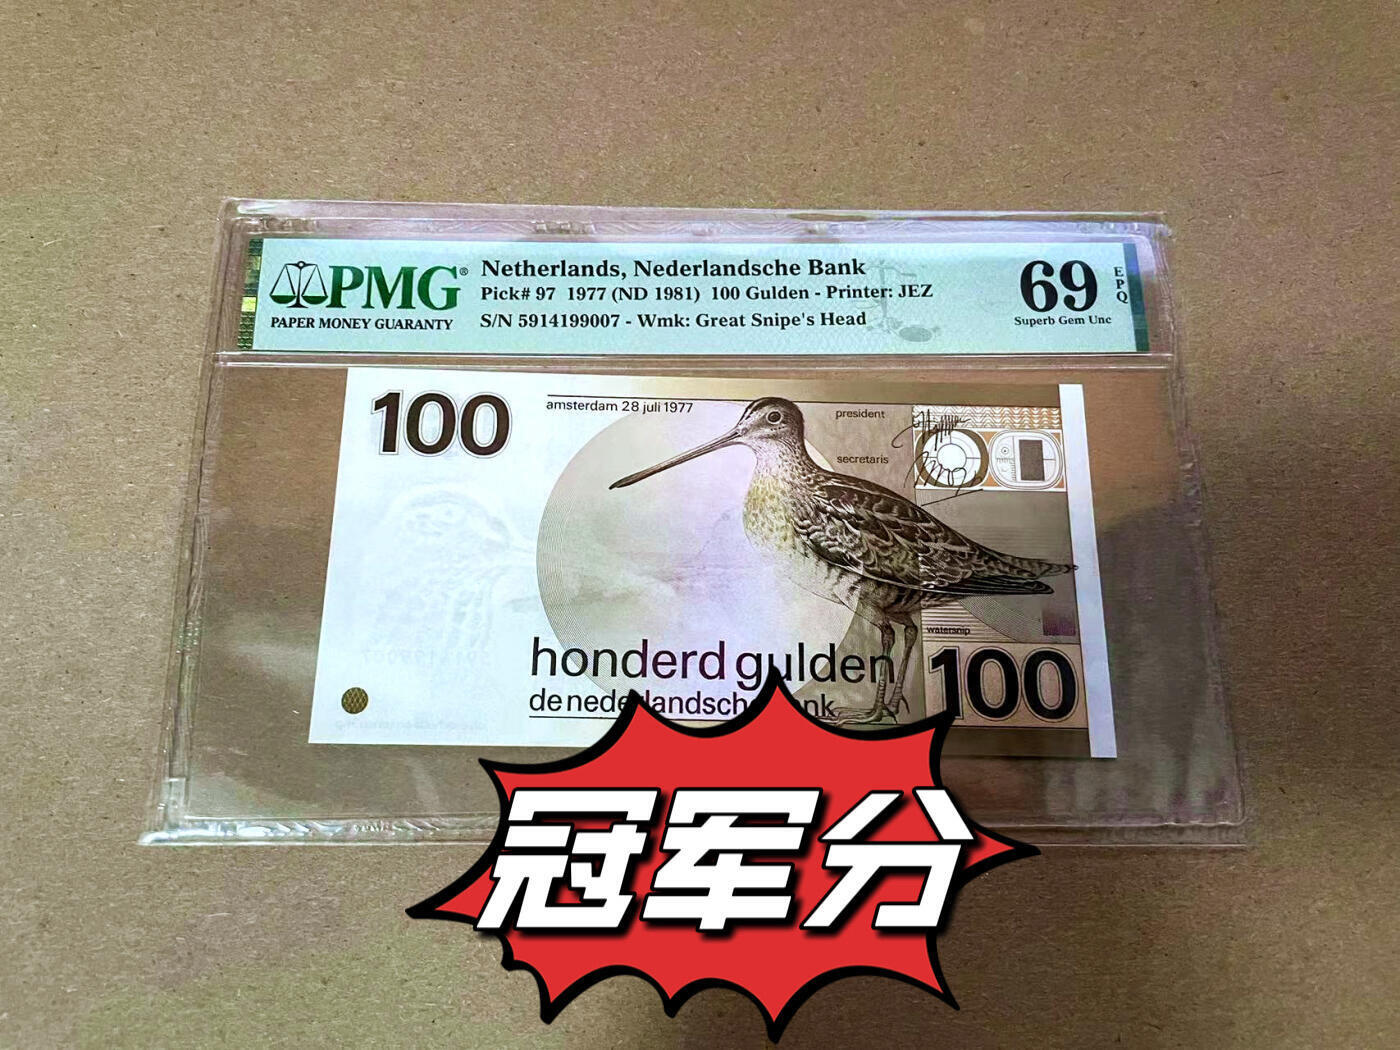 PMG®
PAPER MONEY GUARANTY
Netherlands, Nederlandsche Bank
Pick# 97 1977 (ND 1981) 100 Gulden - Printer: JEZ
S/N 5914199007 - Wmk: Great Snipe's Head
69
EPQ
Superb Gem Unc
100
amsterdam 28 juli 1977
president
secretaris
watersnip
honderd gulden
100
冠军分